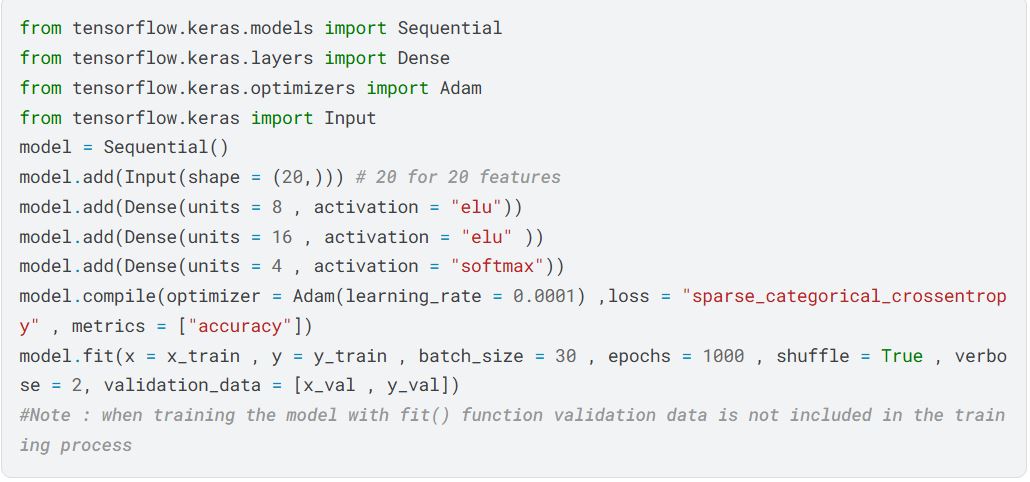 from tensorflow.keras.models import Sequential
from tensorflow.keras.layers import Dense
from tensorflow.keras.optimizers import Adam
from tensorflow.keras import Input
model = Sequential()
model.add(Input(shape = (20,))) # 20 for 20 features
model.add(Dense(units = 8 , activation = "elu"))
model.add(Dense(units = 16 , activation = "elu" ))
model.add(Dense(units = 4 , activation = "softmax"))
model.compile(optimizer = Adam(learning_rate = 0.0001) ,loss = "sparse_categorical_crossentrop
y" , metrics = ["accuracy"])
model.fit(x = x_train , y = y_train , batch_size = 30 , epochs = 1000 , shuffle = True , verbo
se = 2, validation_data = [x_val , y_val])
#Note : when training the model with fit() function validation data is not included in the train
ing process